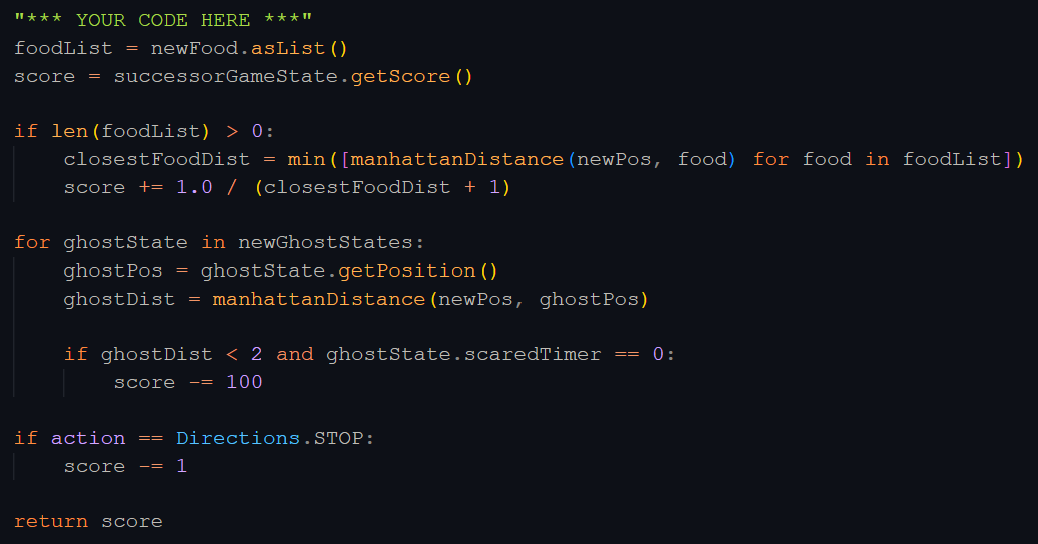 "*** YOUR CODE HERE ***"
foodList = newFood.asList()
score = successorGameState.getScore()

if len(foodList) > 0:
    closestFoodDist = min([manhattanDistance(newPos, food) for food in foodList])
    score += 1.0 / (closestFoodDist + 1)

for ghostState in newGhostStates:
    ghostPos = ghostState.getPosition()
    ghostDist = manhattanDistance(newPos, ghostPos)

    if ghostDist < 2 and ghostState.scaredTimer == 0:
        score -= 100

if action == Directions.STOP:
    score -= 1

return score